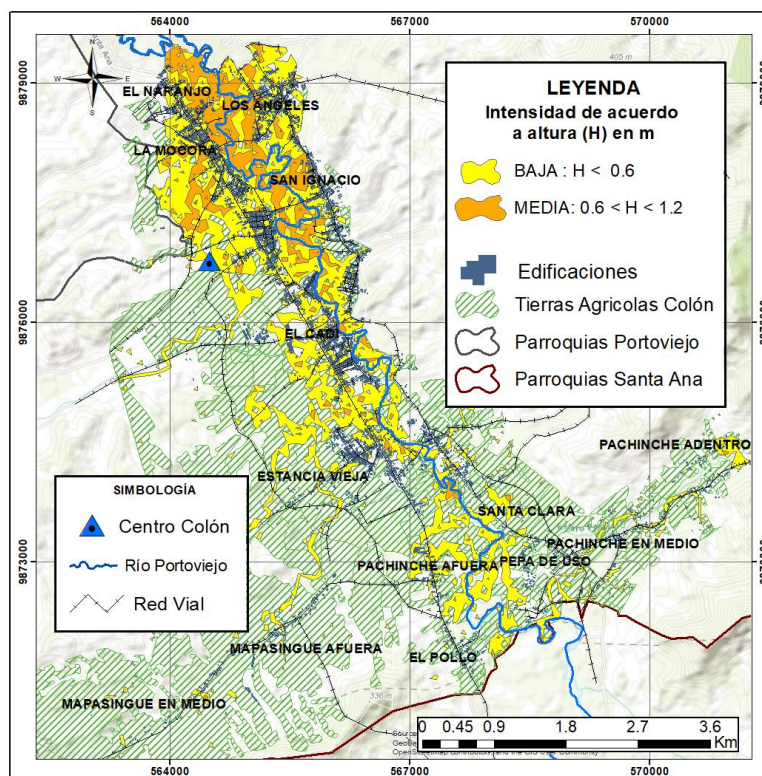 564000 567000 570000
N
W E
S
EL NARANJO
LOS ANGELES
LA MOCORA
SAN IGNACIO
EL CADI
ESTANCIA VIEJA
PACHINCHE ADENTRO
SANTA CLARA
PACHINCHE EN MEDIO
PACHINCHE AFUERA
PEPA DE USO
MAPASINGUE AFUERA
EL POLLO
MAPASINGUE EN MEDIO
405 m
336 m
9879000
9876000
9873000
LEYENDA
Intensidad de acuerdo
a altura (H) en m
BAJA : H < 0.6
MEDIA: 0.6 < H < 1.2
Edificaciones
Tierras Agricolas Colón
Parroquias Portoviejo
Parroquias Santa Ana
SIMBOLOGÍA
Centro Colón
Río Portoviejo
Red Vial
0 0.45 0.9 1.8 2.7 3.6
Km
564000 567000 570000